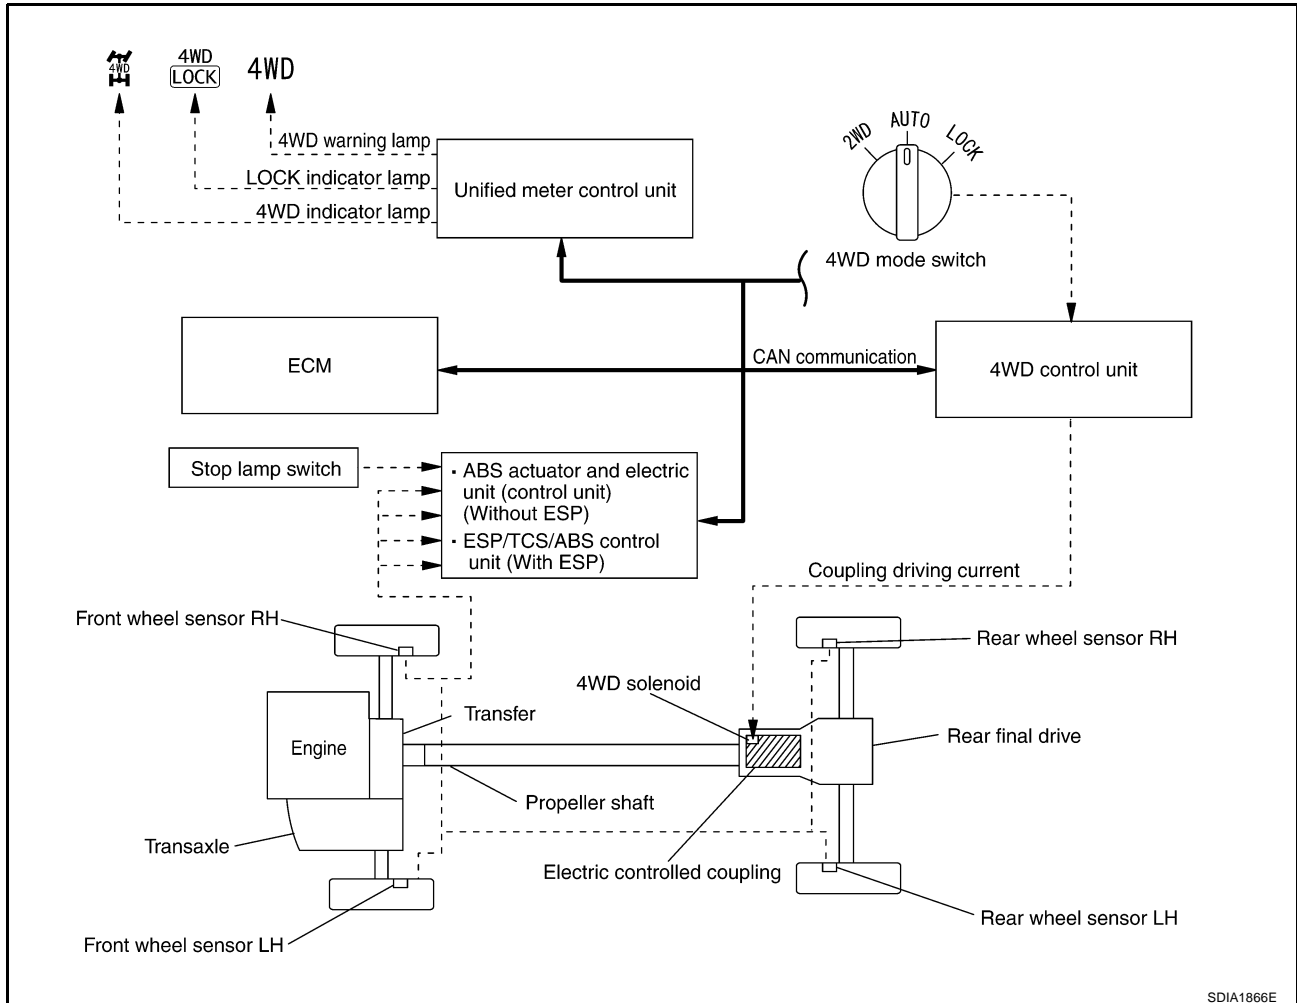 4WD
4WD
LOCK
4WD
4WD warning lamp
LOCK indicator lamp
4WD indicator lamp
Unified meter control unit
2WD
AUTO
LOCK
4WD mode switch
ECM
CAN communication
4WD control unit
Stop lamp switch
· ABS actuator and electric
unit (control unit)
(Without ESP)
· ESP/TCS/ABS control
unit (With ESP)
Coupling driving current
Front wheel sensor RH
Rear wheel sensor RH
4WD solenoid
Transfer
Engine
Rear final drive
Propeller shaft
Transaxle
Electric controlled coupling
Rear wheel sensor LH
Front wheel sensor LH
SDIA1866E